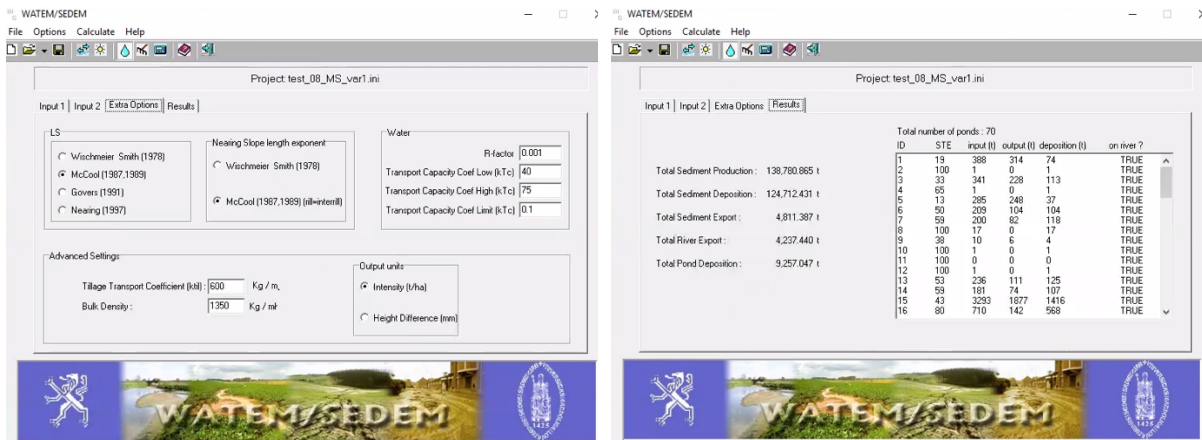 WATEM/SEDEM
File Options Calculate Help
Project: test_08_MS_var1.ini
Input 1 Input 2 Extra Options Results
LS
Wischmeier Smith (1978)
McCool (1987,1989)
Govers (1991)
Nearing (1997)
Nearing Slope length exponent
Wischmeier Smith (1978)
McCool (1987,1989) (rill=interrill)
Water
R-factor 0.001
Transport Capacity Coef Low (kTc) 40
Transport Capacity Coef High (kTc) 75
Transport Capacity Coef Limit (kTc) 0.1
Advanced Settings
Tillage Transport Coefficient (ktil) : 600 Kg / m,
Bulk Density : 1350 Kg / m
Output units
Intensity (t/ha)
Height Difference (mm)
WATEM/SEDEM
1425
WATEM/SEDEM
File Options Calculate Help
Project: test_08_MS_var1.ini
Input 1 Input 2 Extra Options Results
Total Sediment Production : 138,780.865 t
Total Sediment Deposition : 124,712.431 t
Total Sediment Export : 4,811.387 t
Total River Export : 4,237.440 t
Total Pond Deposition : 9,257.047 t
Total number of ponds : 70
ID STE input (t) output (t) deposition (t) on river ?
1 19 388 314 74 TRUE
2 100 1 0 1 TRUE
3 33 341 228 113 TRUE
4 65 1 0 1 TRUE
5 13 285 248 37 TRUE
6 50 209 104 104 TRUE
7 59 200 82 118 TRUE
8 100 17 0 17 TRUE
9 38 10 6 4 TRUE
10 100 1 0 1 TRUE
11 100 0 0 0 TRUE
12 100 1 0 1 TRUE
13 53 236 111 125 TRUE
14 59 181 74 107 TRUE
15 43 3293 1877 1416 TRUE
16 80 710 142 568 TRUE
WATEM/SEDEM
1425